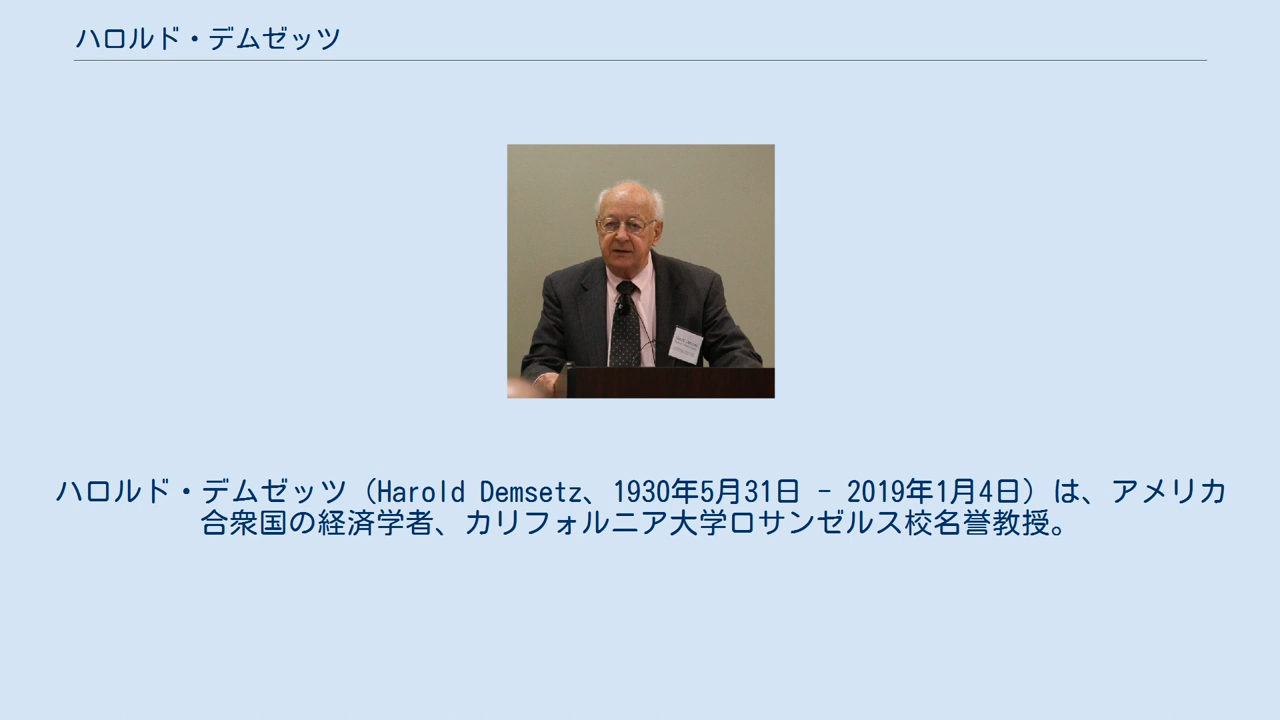 ハロルド・デムゼッツ
ハロルド・デムゼッツ（Harold Demsetz、1930年5月31日 - 2019年1月4日）は、アメリカ
合衆国の経済学者、カリフォルニア大学ロサンゼルス校名誉教授。